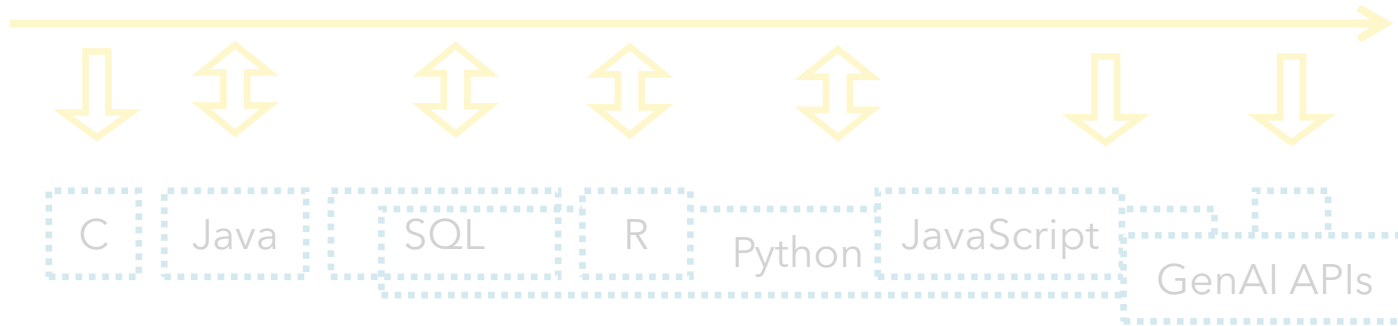 C
Java
SQL
R
Python
JavaScript
GenAI APIs